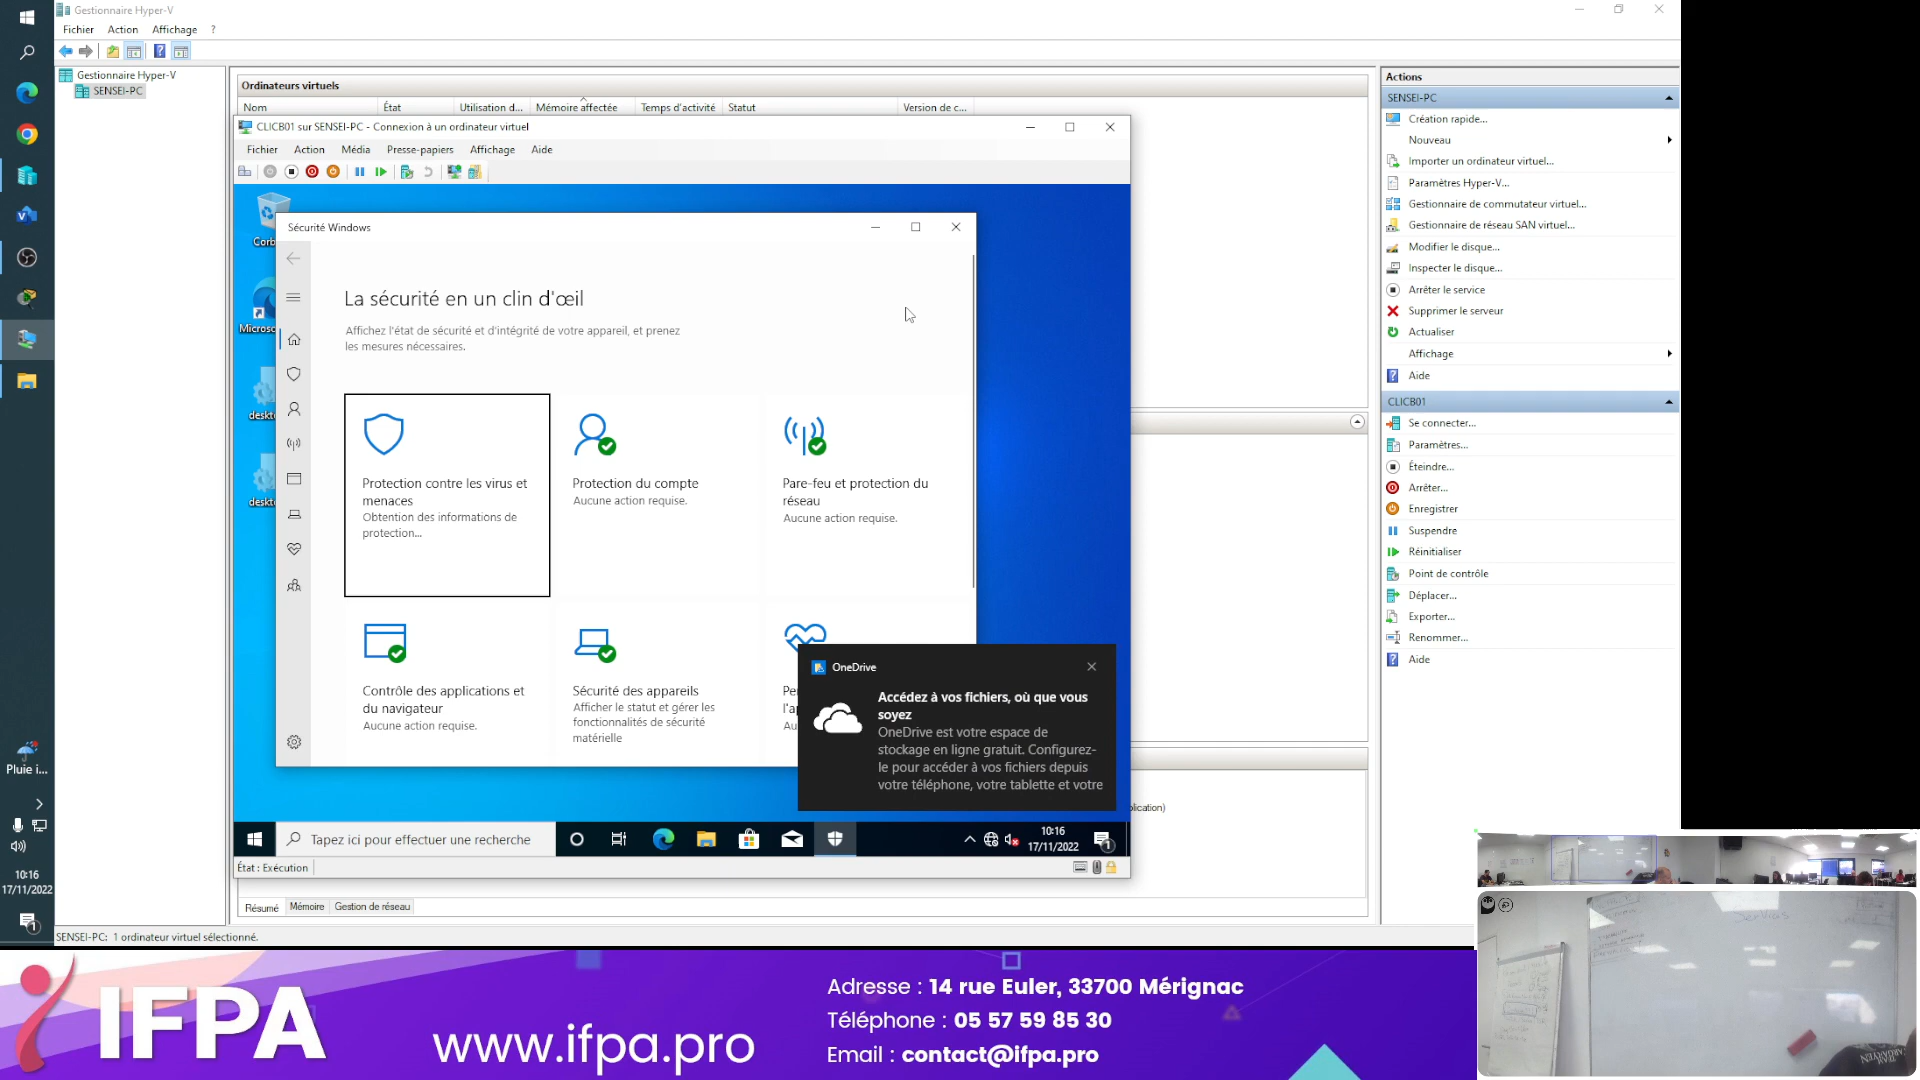 Gestionnaire Hyper-V
Fichier Action Affichage ?
Gestionnaire Hyper-V
SENSEI-PC
Ordinateurs virtuels
Nom État Utilisation d... Mémoire affectée Temps d'activité Statut Version de c...
CLICB01 sur SENSEI-PC - Connexion à un ordinateur virtuel
Fichier Action Média Presse-papiers Affichage Aide
Sécurité Windows
La sécurité en un clin d'œil
Affichez l'état de sécurité et d'intégrité de votre appareil, et prenez
les mesures nécessaires.
Protection contre les virus et
menaces
Obtention des informations de
protection...
Protection du compte
Aucune action requise.
Pare-feu et protection du
réseau
Aucune action requise.
Contrôle des applications et
du navigateur
Aucune action requise.
Sécurité des appareils
Afficher le statut et gérer les
fonctionnalités de sécurité
matérielle
OneDrive
Accédez à vos fichiers, où que vous
soyez
OneDrive est votre espace de
stockage en ligne gratuit. Configurez-
le pour accéder à vos fichiers depuis
votre téléphone, votre tablette et votre
Tapez ici pour effectuer une recherche
10:16
17/11/2022
1
État : Exécution
Résumé Mémoire Gestion de réseau
SENSEI-PC: 1 ordinateur virtuel sélectionné.
Pluie i...
10:16
17/11/2022
1
Actions
SENSEI-PC
Création rapide...
Nouveau
Importer un ordinateur virtuel...
Paramètres Hyper-V...
Gestionnaire de commutateur virtuel...
Gestionnaire de réseau SAN virtuel...
Modifier le disque...
Inspecter le disque...
Arrêter le service
Supprimer le serveur
Actualiser
Affichage
Aide
CLICB01
Se connecter...
Paramètres...
Éteindre...
Arrêter...
Enregistrer
Suspendre
Réinitialiser
Point de contrôle
Déplacer...
Exporter...
Renommer...
Aide
IFPA
www.ifpa.pro
Adresse : 14 rue Euler, 33700 Mérignac
Téléphone : 05 57 59 85 30
Email : contact@ifpa.pro